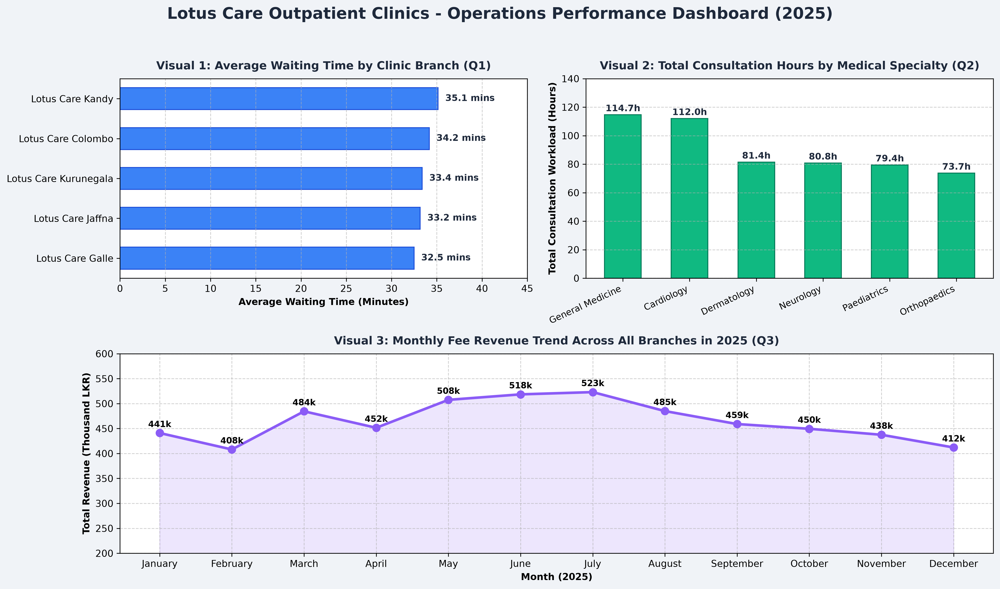 Lotus Care Outpatient Clinics - Operations Performance Dashboard (2025)
Visual 1: Average Waiting Time by Clinic Branch (Q1)
Lotus Care Kandy
35.1 mins
Lotus Care Colombo
34.2 mins
Lotus Care Kurunegala
33.4 mins
Lotus Care Jaffna
33.2 mins
Lotus Care Galle
32.5 mins
0 5 10 15 20 25 30 35 40 45
Average Waiting Time (Minutes)
Visual 2: Total Consultation Hours by Medical Specialty (Q2)
Total Consultation Workload (Hours)
140
120
100
80
60
40
20
0
114.7h
112.0h
81.4h
80.8h
79.4h
73.7h
General Medicine
Cardiology
Dermatology
Neurology
Paediatrics
Orthopaedics
Visual 3: Monthly Fee Revenue Trend Across All Branches in 2025 (Q3)
Total Revenue (Thousand LKR)
600
550
500
450
400
350
300
250
200
441k
408k
484k
452k
508k
518k
523k
485k
459k
450k
438k
412k
January February March April May June July August September October November December
Month (2025)